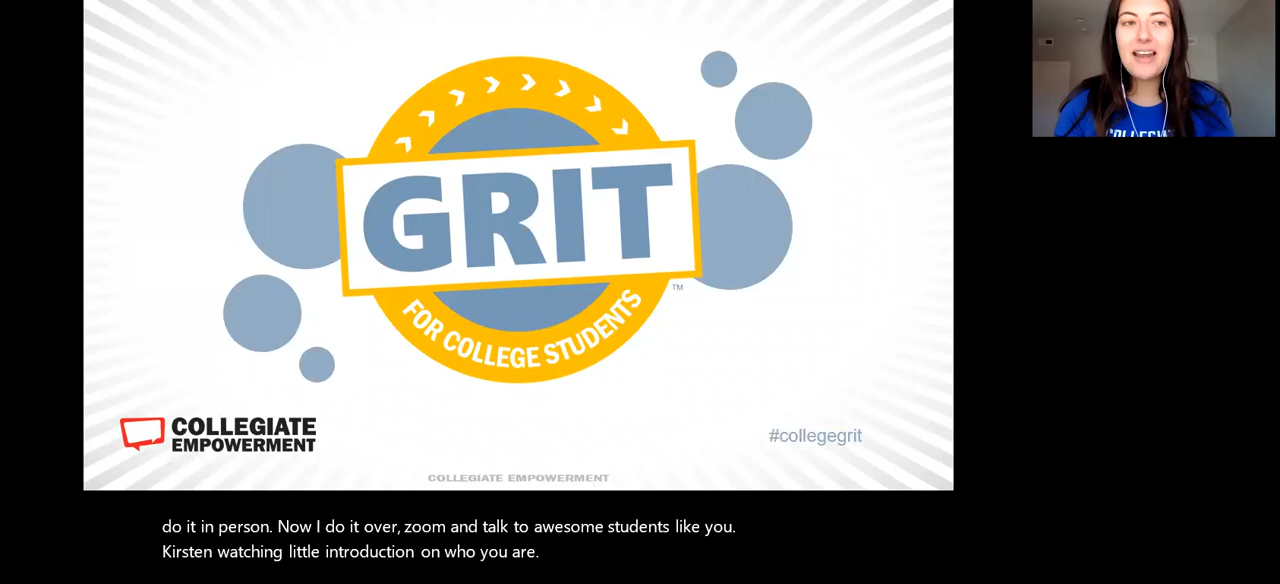 GRIT
TM
FOR COLLEGE STUDENTS
COLLEGIATE
EMPOWERMENT
#collegegrit
COLLEGIATE EMPOWERMENT
do it in person. Now I do it over, zoom and talk to awesome students like you.
Kirsten watching little introduction on who you are.